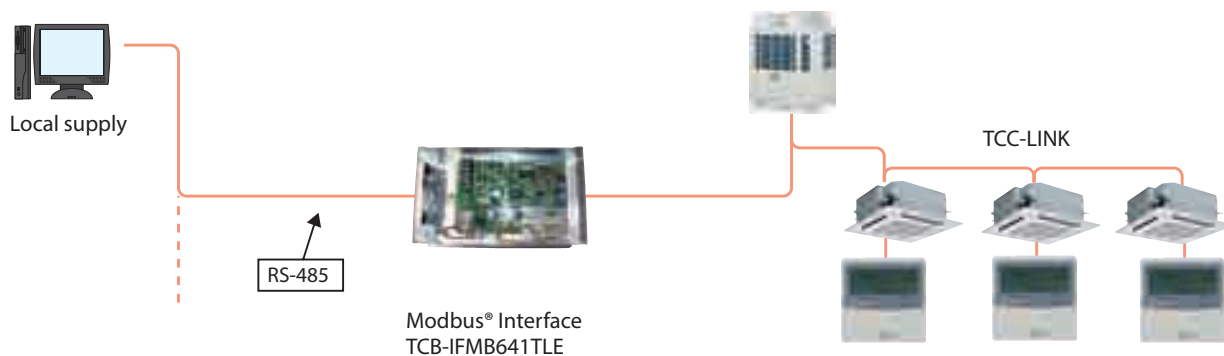 Local supply
TCC-LINK
RS-485
Modbus® Interface
TCB-IFMB641TLE